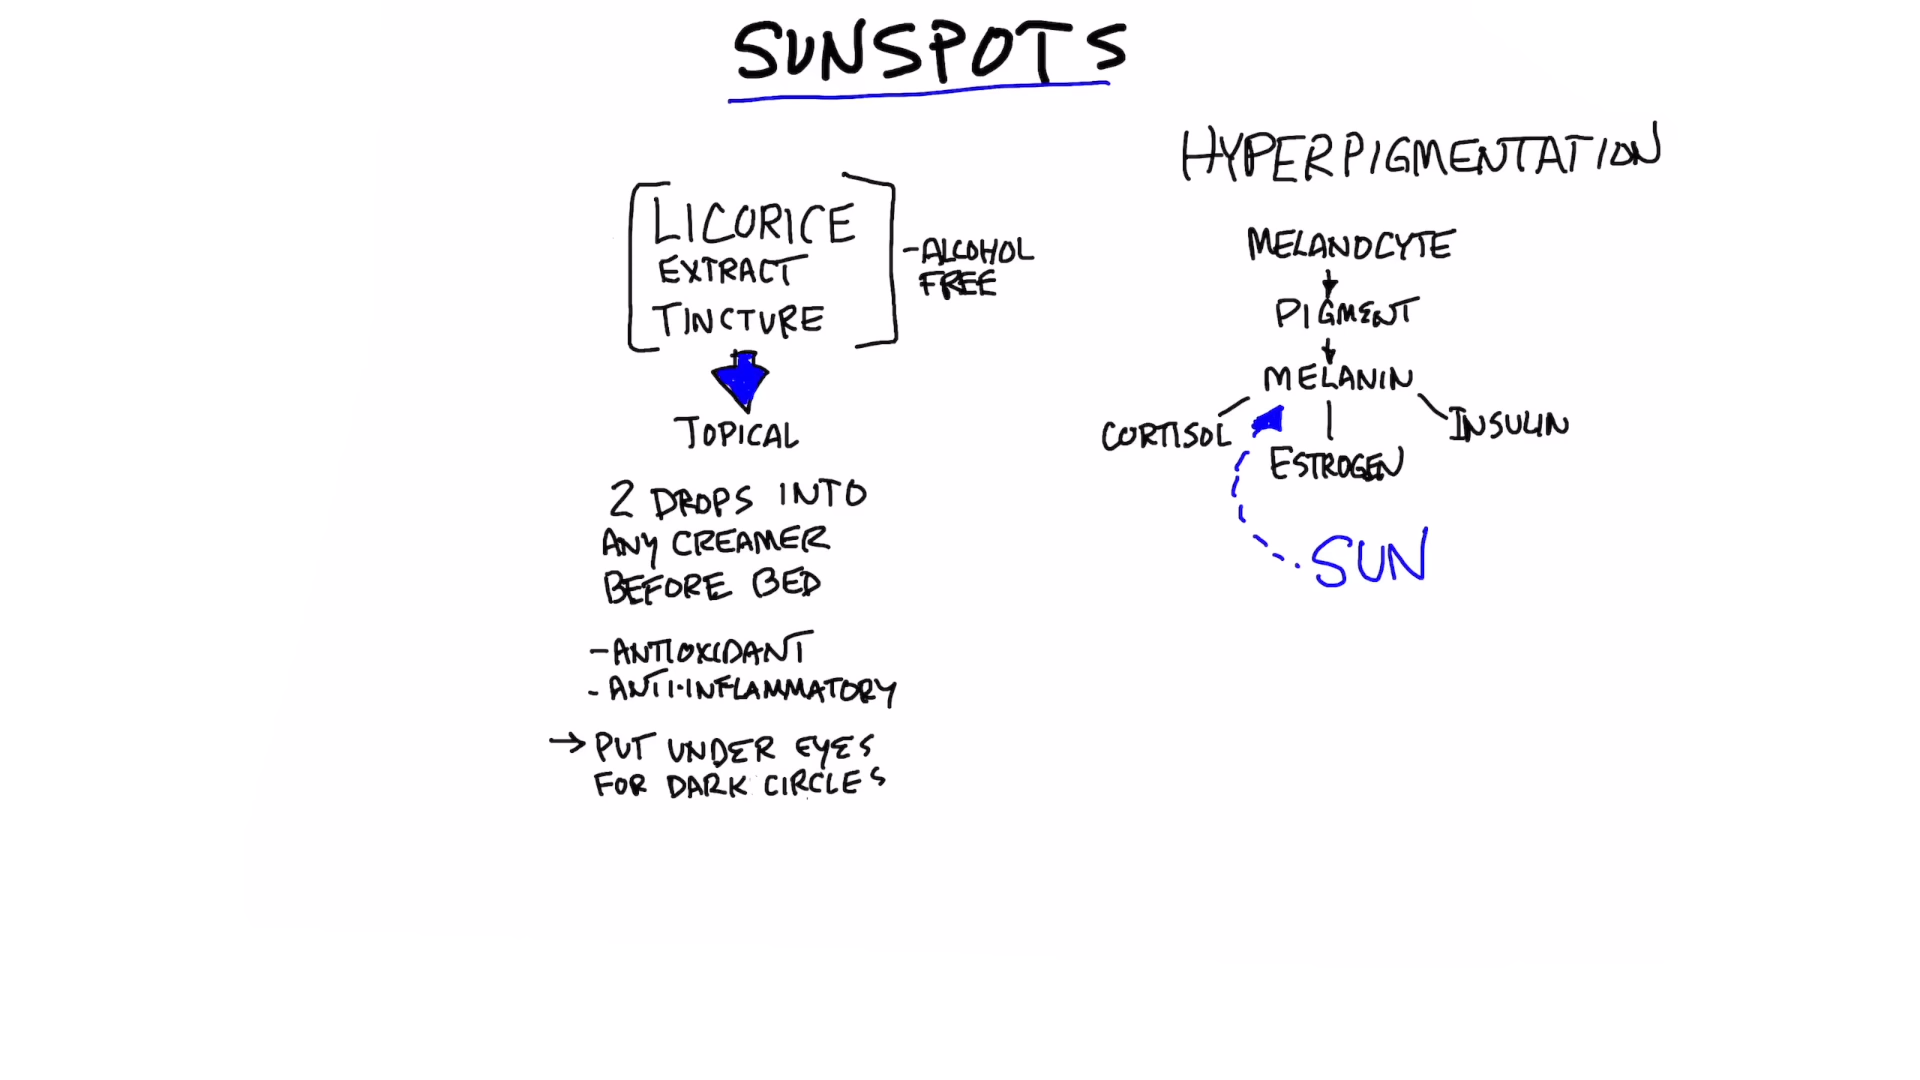 SUNSPOTS
LICORICE
EXTRACT
TINCTURE
-ALCOHOL
FREE
TOPICAL
2 DROPS INTO
ANY CREAMER
BEFORE BED
-ANTIOXIDANT
-ANTI-INFLAMMATORY
→ PUT UNDER EYES
FOR DARK CIRCLES
HYPERPIGMENTATION
MELANOCYTE
PIGMENT
MELANIN
CORTISOL
ESTROGEN
INSULIN
SUN